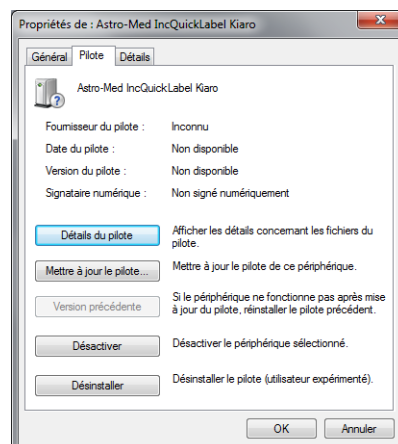 Propriétés de : Astro-Med IncQuickLabel Kiaro
Général Pilote Détails
Astro-Med IncQuickLabel Kiaro
Fournisseur du pilote : Inconnu
Date du pilote : Non disponible
Version du pilote : Non disponible
Signataire numérique : Non signé numériquement
Détails du pilote
Afficher les détails concernant les fichiers du
pilote.
Mettre à jour le pilote...
Mettre à jour le pilote de ce périphérique.
Version précédente
Si le périphérique ne fonctionne pas après mise
à jour du pilote, réinstaller le pilote précédent.
Désactiver
Désactiver le périphérique sélectionné.
Désinstaller
Désinstaller le pilote (utilisateur expérimenté).
OK Annuler